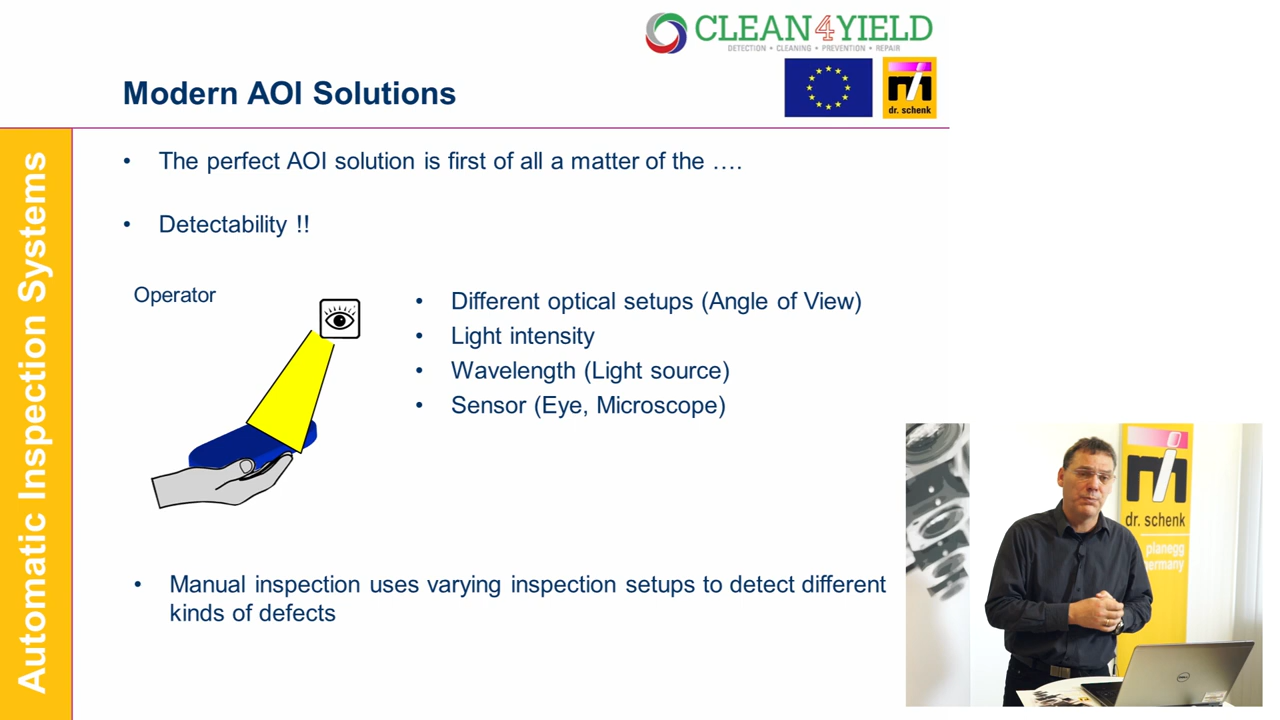 CLEAN4YIELD
DETECTION • CLEANING • PREVENTION • REPAIR
dr. schenk
Modern AOI Solutions
Automatic Inspection Systems
• The perfect AOI solution is first of all a matter of the ….
• Detectability !!
Operator
• Different optical setups (Angle of View)
• Light intensity
• Wavelength (Light source)
• Sensor (Eye, Microscope)
• Manual inspection uses varying inspection setups to detect different
kinds of defects
dr. schenk
planegg
germany
DELL